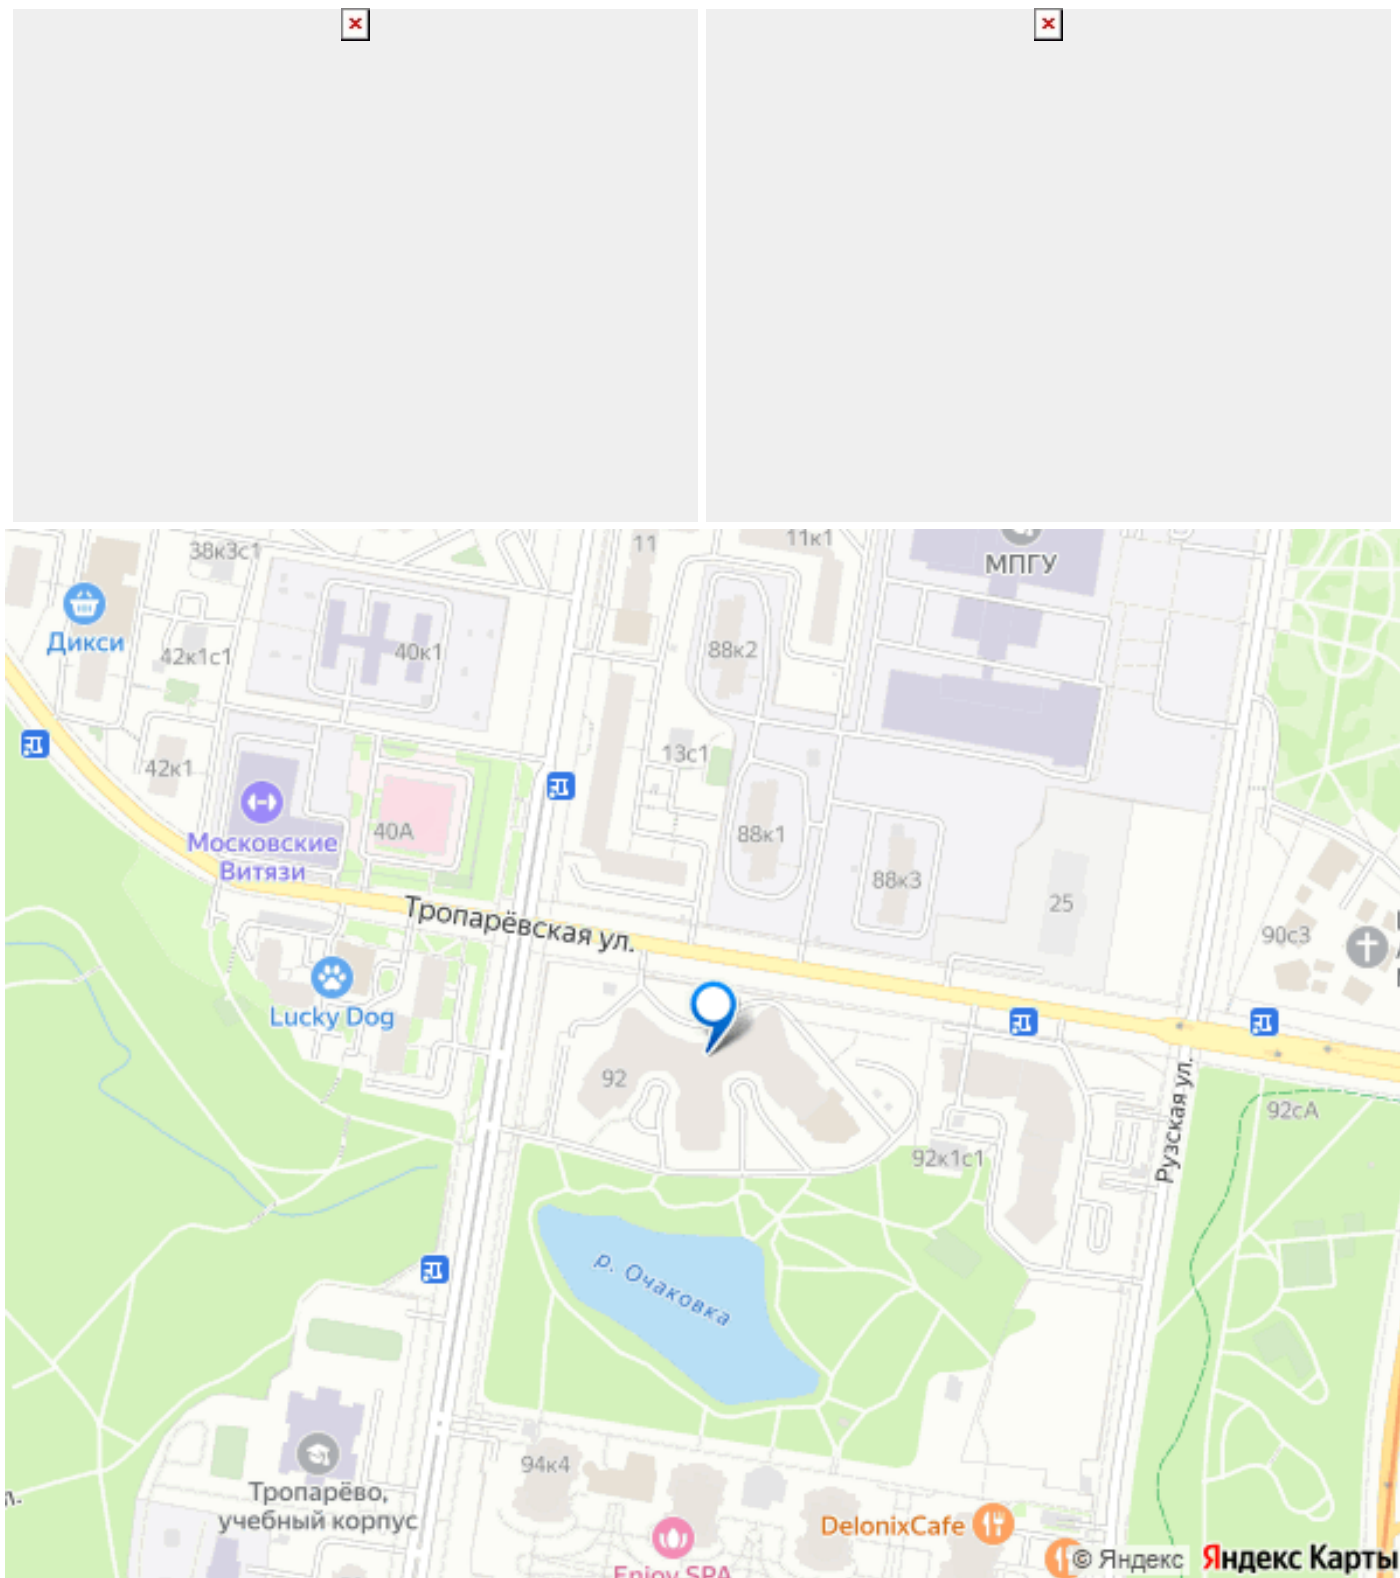 38к3с1
11
11к1
МПГУ
Дикси
42к1с1
40к1
88к2
42к1
13с1
Московские
Витязи
40А
88к1
88к3
25
90с3
Тропарёвская ул.
Lucky Dog
92
92к1с1
Рузская ул.
92сА
р. Очаковка
94к4
Тропарёво,
учебный корпус
DelonixCafe
Enjoy SPA
© Яндекс Яндекс Карты